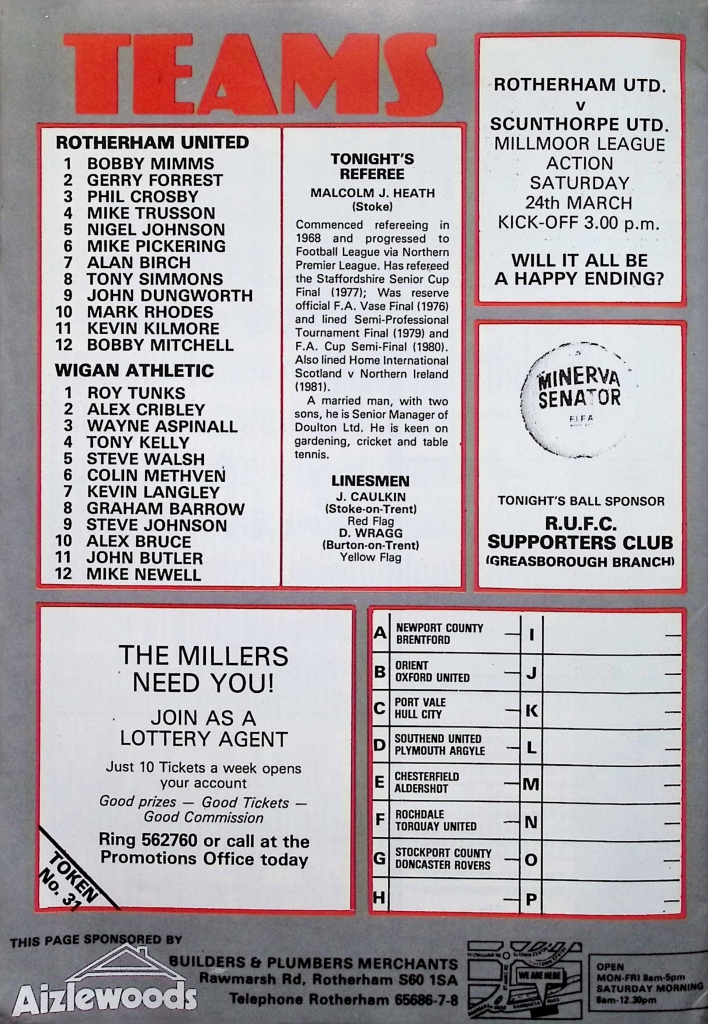 TEAMS
ROTHERHAM UNITED
1 BOBBY MIMMS
2 GERRY FORREST
3 PHIL CROSBY
4 MIKE TRUSSON
5 NIGEL JOHNSON
6 MIKE PICKERING
7 ALAN BIRCH
8 TONY SIMMONS
9 JOHN DUNGWORTH
10 MARK RHODES
11 KEVIN KILMORE
12 BOBBY MITCHELL
WIGAN ATHLETIC
1 ROY TUNKS
2 ALEX CRIBLEY
3 WAYNE ASPINALL
4 TONY KELLY
5 STEVE WALSH
6 COLIN METHVEN
7 KEVIN LANGLEY
8 GRAHAM BARROW
9 STEVE JOHNSON
10 ALEX BRUCE
11 JOHN BUTLER
12 MIKE NEWELL
TONIGHT'S
REFEREE
MALCOLM J. HEATH
(Stoke)
Commenced refereeing in
1968 and progressed to
Football League via Northern
Premier League. Has refereed
the Staffordshire Senior Cup
Final (1977); Was reserve
official F.A. Vase Final (1976)
and lined Semi-Professional
Tournament Final (1979) and
F.A. Cup Semi-Final (1980).
Also lined Home International
Scotland v Northern Ireland
(1981).
A married man, with two
sons, he is Senior Manager of
Doulton Ltd. He is keen on
gardening, cricket and table
tennis.
LINESMEN
J. CAULKIN
(Stoke-on-Trent)
Red Flag
D. WRAGG
(Burton-on-Trent)
Yellow Flag
ROTHERHAM UTD.
v
SCUNTHORPE UTD.
MILLMOOR LEAGUE
ACTION
SATURDAY
24th MARCH
KICK-OFF 3.00 p.m.
WILL IT ALL BE
A HAPPY ENDING?
MINERVA
SENATOR
FIFA
TONIGHT'S BALL SPONSOR
R.U.F.C.
SUPPORTERS CLUB
(GREASBOROUGH BRANCH)
THE MILLERS
NEED YOU!
JOIN AS A
LOTTERY AGENT
Just 10 Tickets a week opens
your account
Good prizes — Good Tickets —
Good Commission
Ring 562760 or call at the
Promotions Office today
TOKEN
No. 31
A NEWPORT COUNTY
BRENTFORD — I —
B ORIENT
OXFORD UNITED — J —
C PORT VALE
HULL CITY — K —
D SOUTHEND UNITED
PLYMOUTH ARGYLE — L —
E CHESTERFIELD
ALDERSHOT — M —
F ROCHDALE
TORQUAY UNITED — N —
G STOCKPORT COUNTY
DONCASTER ROVERS — O —
H — P —
THIS PAGE SPONSORED BY
Aizlewoods
BUILDERS & PLUMBERS MERCHANTS
Rawmarsh Rd, Rotherham S60 1SA
Telephone Rotherham 65686-7-8
WE ARE HERE
OPEN
MON-FRI 8am-5pm
SATURDAY MORNING
8am-12.30pm